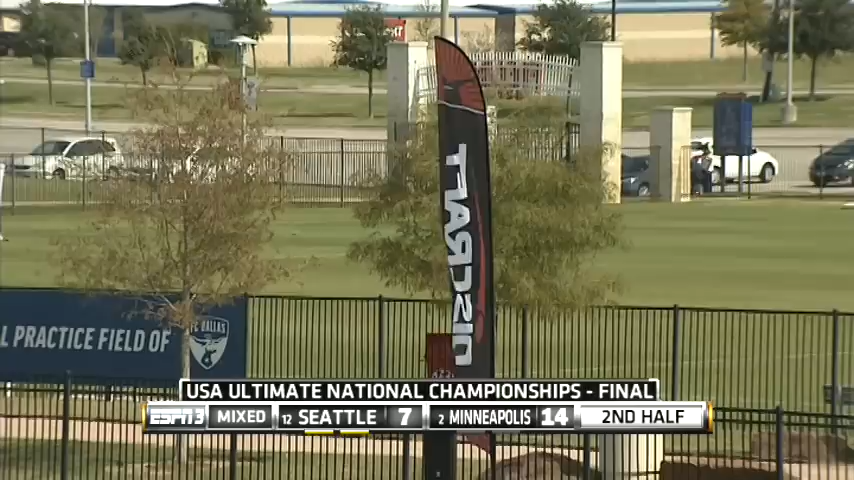 DISCRAFT
L PRACTICE FIELD OF
FC DALLAS
USA ULTIMATE NATIONAL CHAMPIONSHIPS - FINAL
ESPN3 MIXED 12 SEATTLE 7 2 MINNEAPOLIS 14 2ND HALF